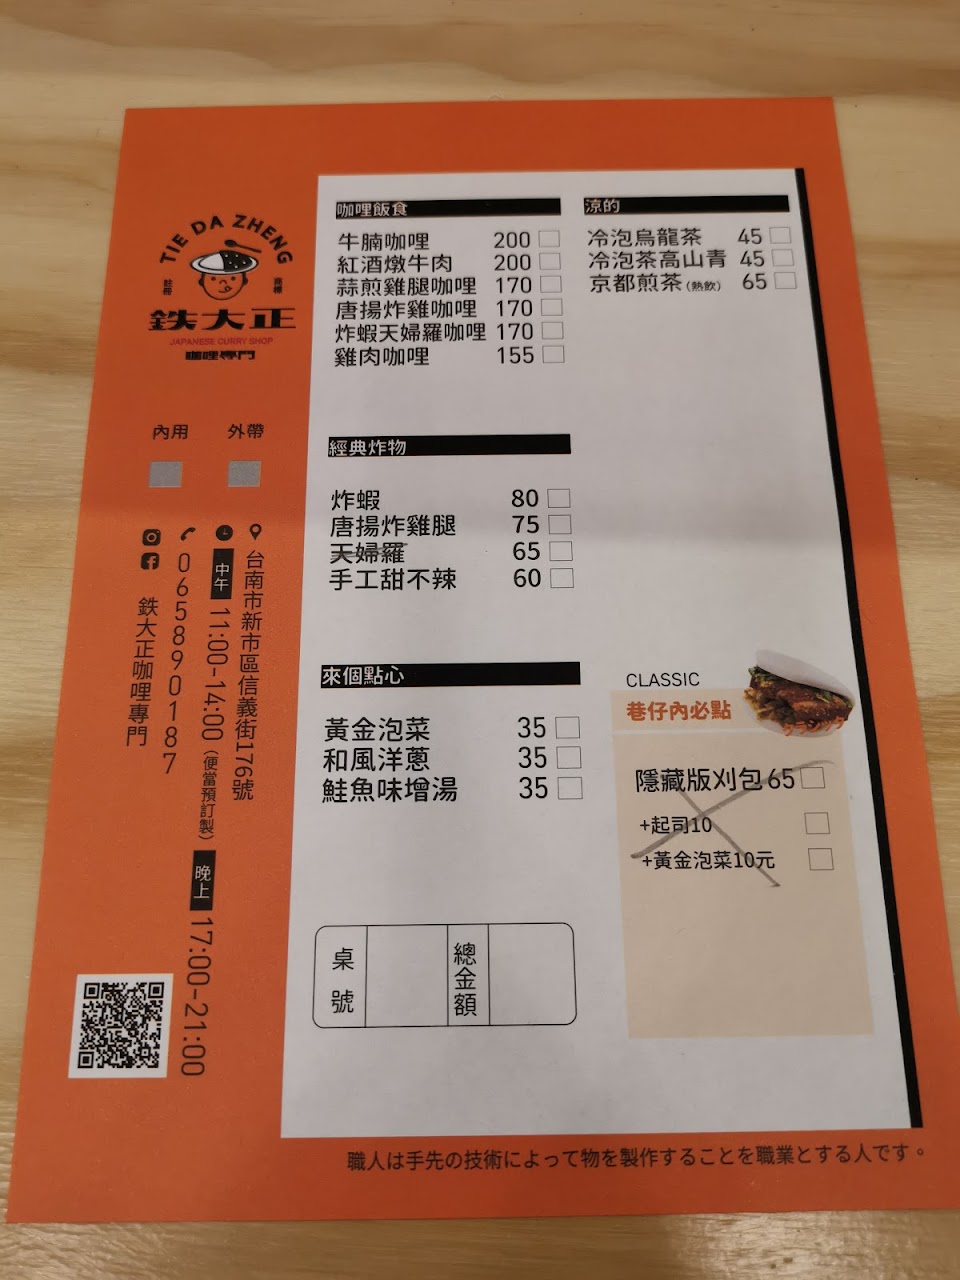 TIE DA ZHENG
註冊
商標
鉄大正
JAPANESE CURRY SHOP
咖哩專門
內用
外帶
台南市新市區信義街176號
中午 11:00-14:00(便當預訂製) 晚上 17:00-21:00
065890187
鉄大正咖哩專門
咖哩飯食
牛腩咖哩 200
紅酒燉牛肉 200
蒜煎雞腿咖哩 170
唐揚炸雞咖哩 170
炸蝦天婦羅咖哩 170
雞肉咖哩 155
涼的
冷泡烏龍茶 45
冷泡茶高山青 45
京都煎茶(熱飲) 65
經典炸物
炸蝦 80
唐揚炸雞腿 75
天婦羅 65
手工甜不辣 60
來個點心
黃金泡菜 35
和風洋蔥 35
鮭魚味增湯 35
CLASSIC
巷仔內必點
クラシック
隱藏版刈包 65
+起司10
+黃金泡菜10元
桌號
總金額
職人は手先の技術によって物を製作することを職業とする人です。